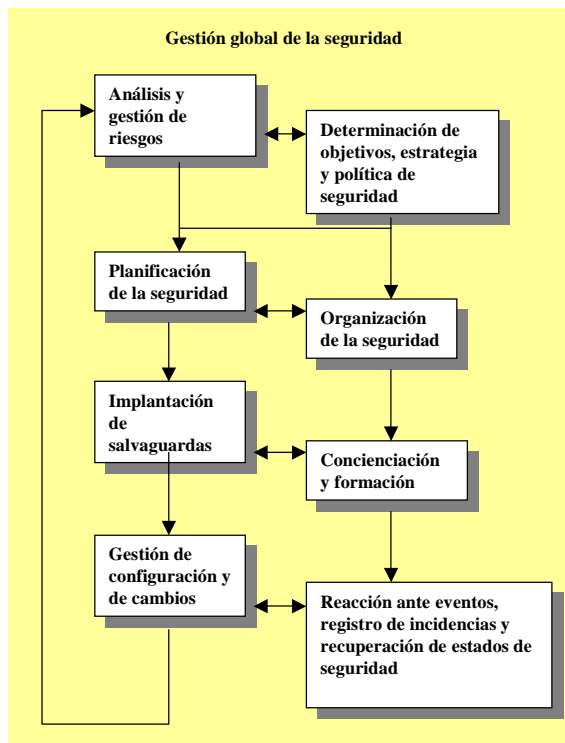 Gestión global de la seguridad
Análisis y
gestión de
riesgos
Determinación de
objetivos, estrategia
y política de
seguridad
Planificación
de la seguridad
Organización
de la seguridad
Implantación
de
salvaguardas
Concienciación
y formación
Gestión de
configuración y
de cambios
Reacción ante eventos,
registro de incidencias y
recuperación de estados de
seguridad